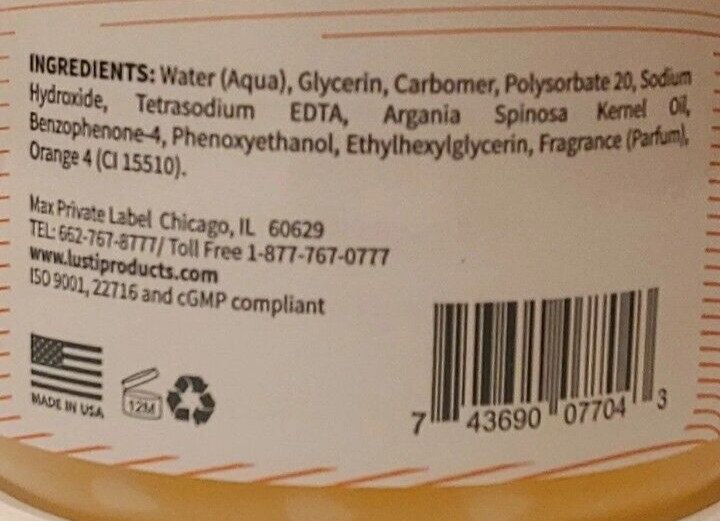 INGREDIENTS: Water (Aqua), Glycerin, Carbomer, Polysorbate 20, Sodium
Hydroxide, Tetrasodium EDTA, Argania Spinosa Kernel Oil,
Benzophenone-4, Phenoxyethanol, Ethylhexylglycerin, Fragrance (Parfum),
Orange 4 (CI 15510).
Max Private Label Chicago, IL 60629
TEL: 662-767-8777/ Toll Free 1-877-767-0777
www.lustiproducts.com
ISO 9001, 22716 and cGMP compliant
MADE IN USA
12M
7 43690 07704 3